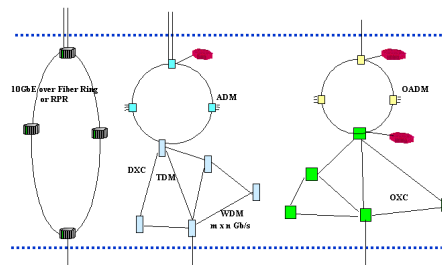 10GbE over Fiber Ring
or RPR
ADM
OADM
DXC
TDM
WDM
m x n Gb/s
OXC